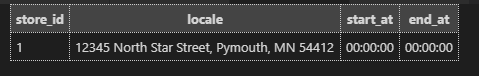 store_id locale start_at end_at
1 12345 North Star Street, Pymouth, MN 54412 00:00:00 00:00:00